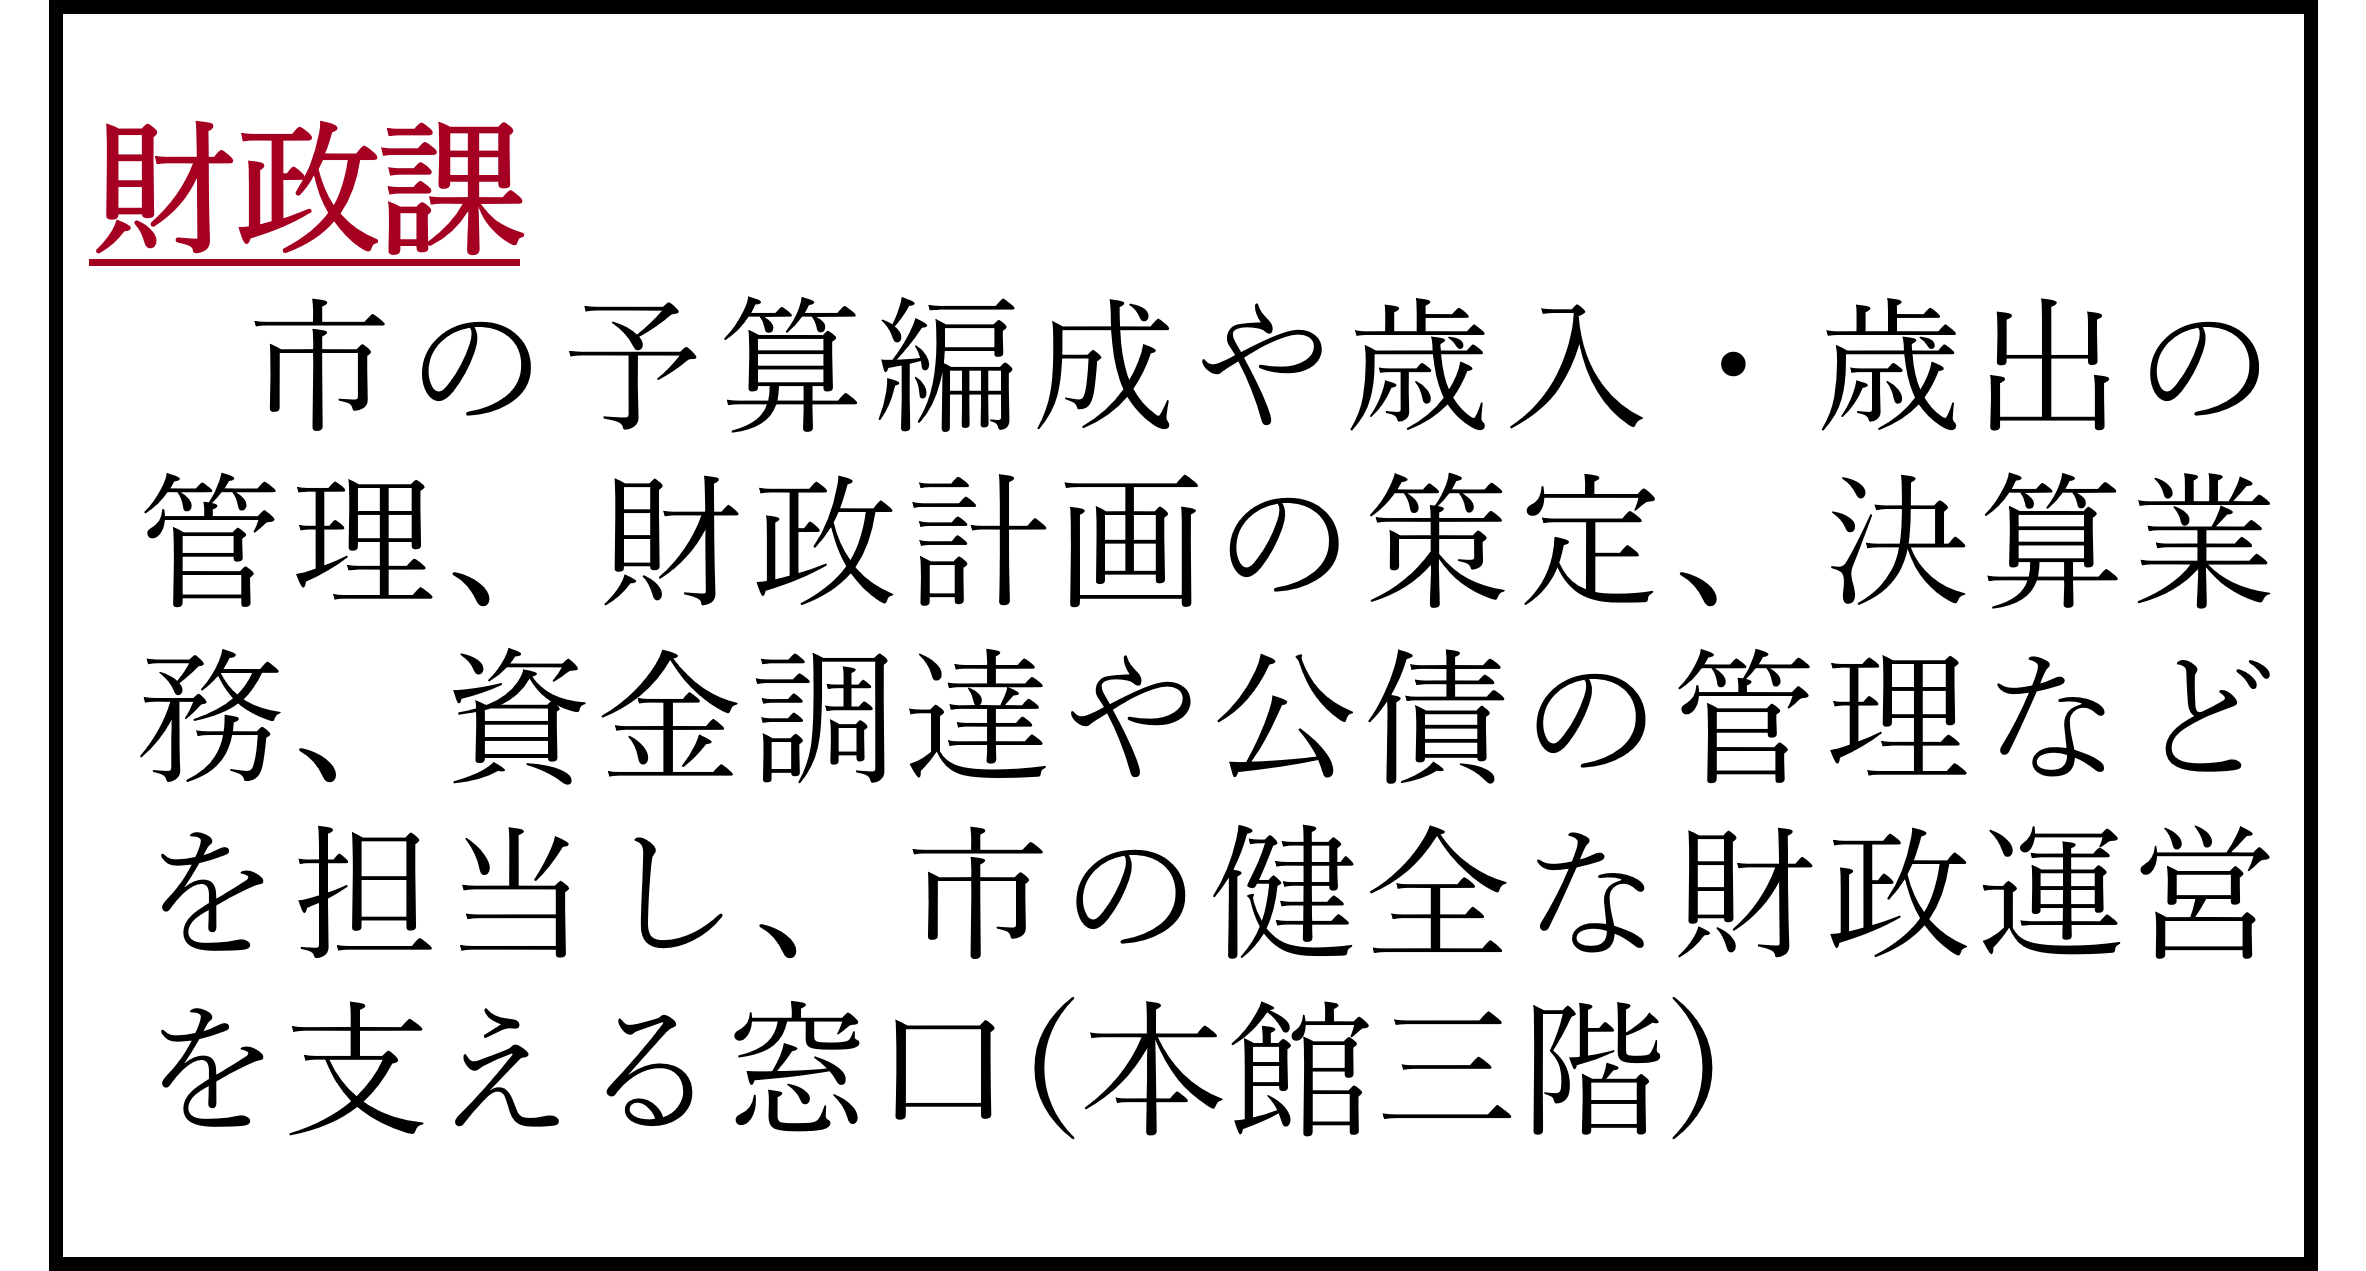 財政課
市の予算編成や歳入・歳出の
管理、財政計画の策定、決算業
務、資金調達や公債の管理など
を担当し、市の健全な財政運営
を支える窓口(本館三階)